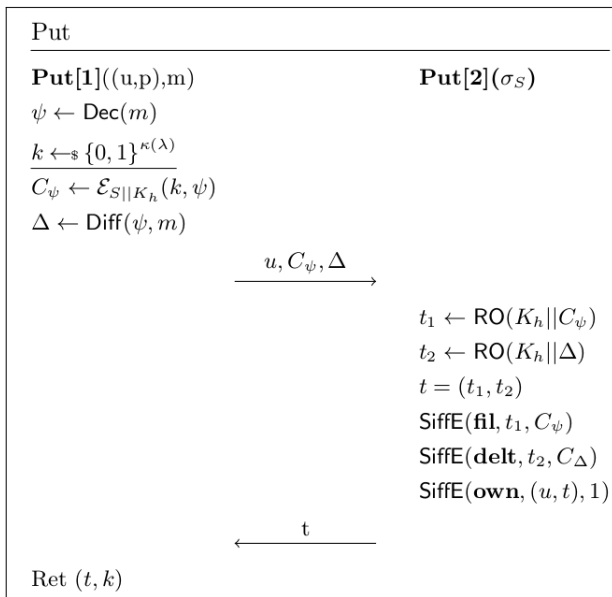 Put
Put[1]((u,p),m)
Put[2](σ_S)
ψ ← Dec(m)
k ←$ {0, 1}^{κ(λ)}
C_ψ ← ℰ_{S||K_h}(k, ψ)
Δ ← Diff(ψ, m)
u, C_ψ, Δ
t_1 ← RO(K_h||C_ψ)
t_2 ← RO(K_h||Δ)
t = (t_1, t_2)
SiffE(fil, t_1, C_ψ)
SiffE(delt, t_2, C_Δ)
SiffE(own, (u, t), 1)
t
Ret (t, k)